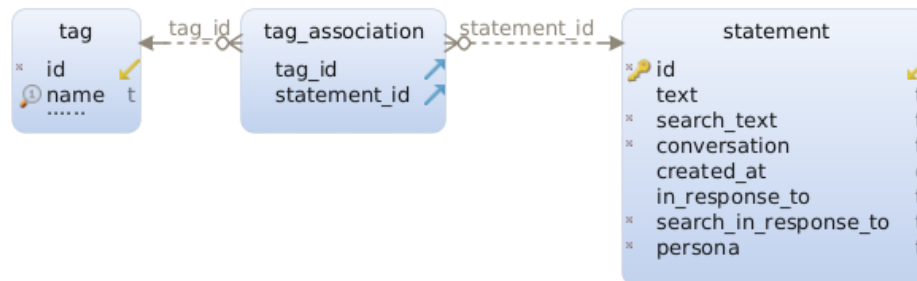 tag
id
name t
tag_id
tag_association
tag_id
statement_id
statement_id
statement
id
text
search_text
conversation
created_at
in_response_to
search_in_response_to
persona